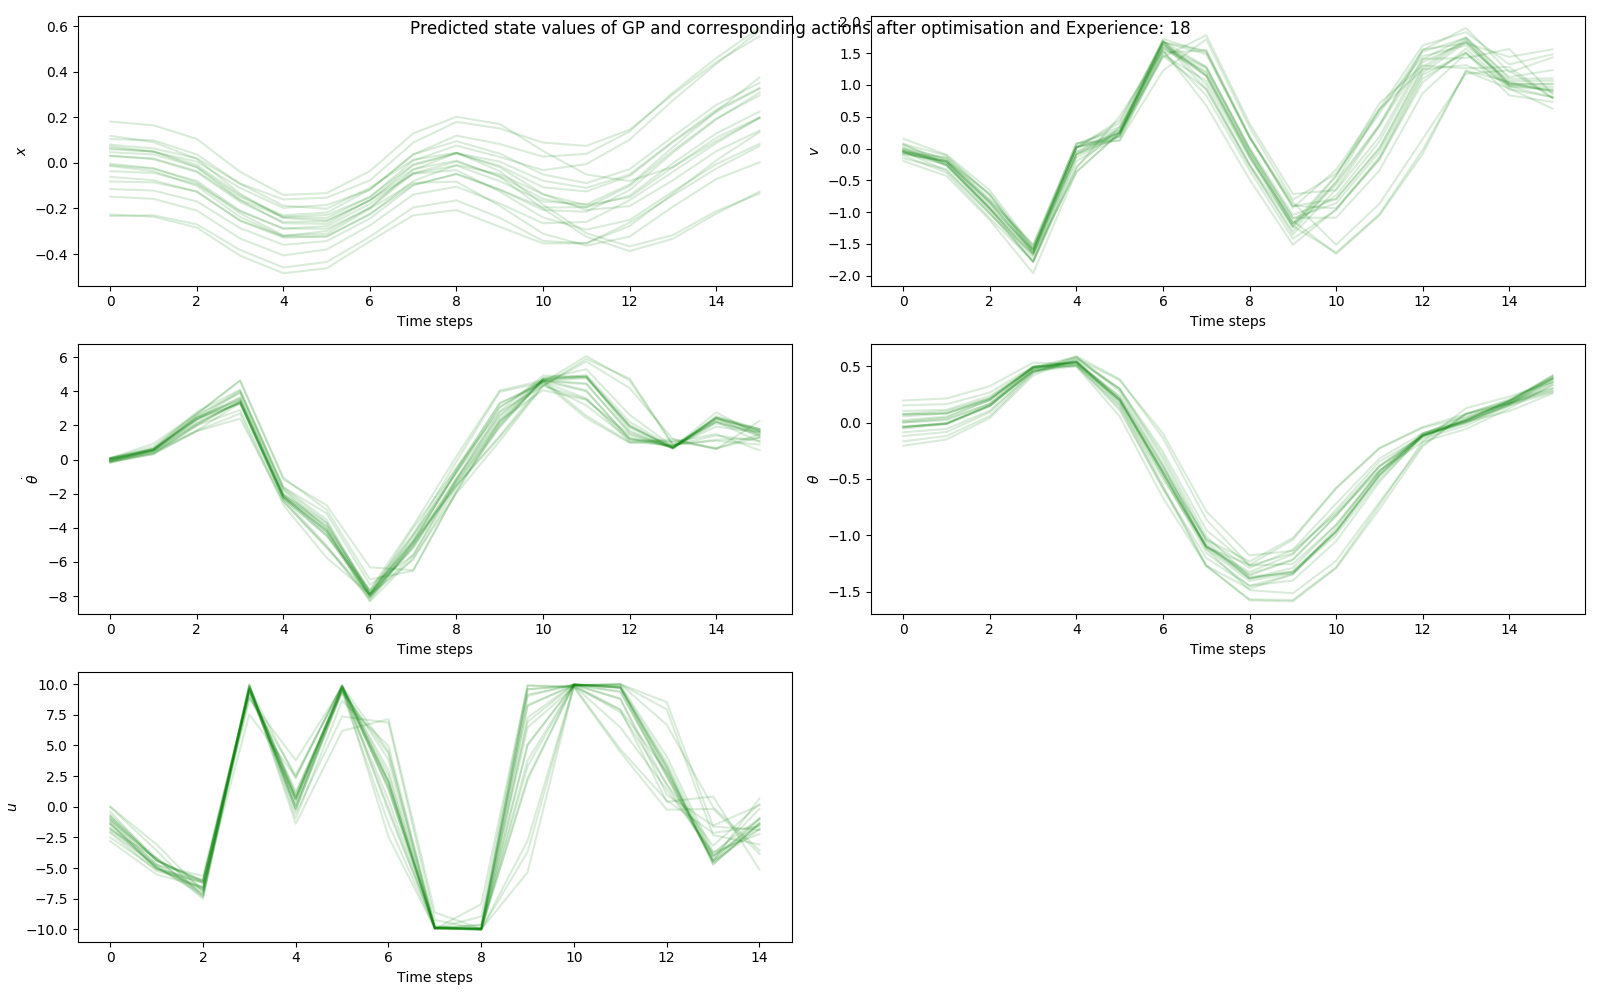 Predicted state values of GP and corresponding actions after optimisation and Experience: 18
0.6
0.4
0.2
0.0
−0.2
−0.4
x
0 2 4 6 8 10 12 14
Time steps
2.0
1.5
1.0
0.5
0.0
−0.5
−1.0
−1.5
−2.0
v
0 2 4 6 8 10 12 14
Time steps
6
4
2
0
−2
−4
−6
−8
θ̇
0 2 4 6 8 10 12 14
Time steps
0.5
0.0
−0.5
−1.0
−1.5
θ
0 2 4 6 8 10 12 14
Time steps
10.0
7.5
5.0
2.5
0.0
−2.5
−5.0
−7.5
−10.0
u
0 2 4 6 8 10 12 14
Time steps